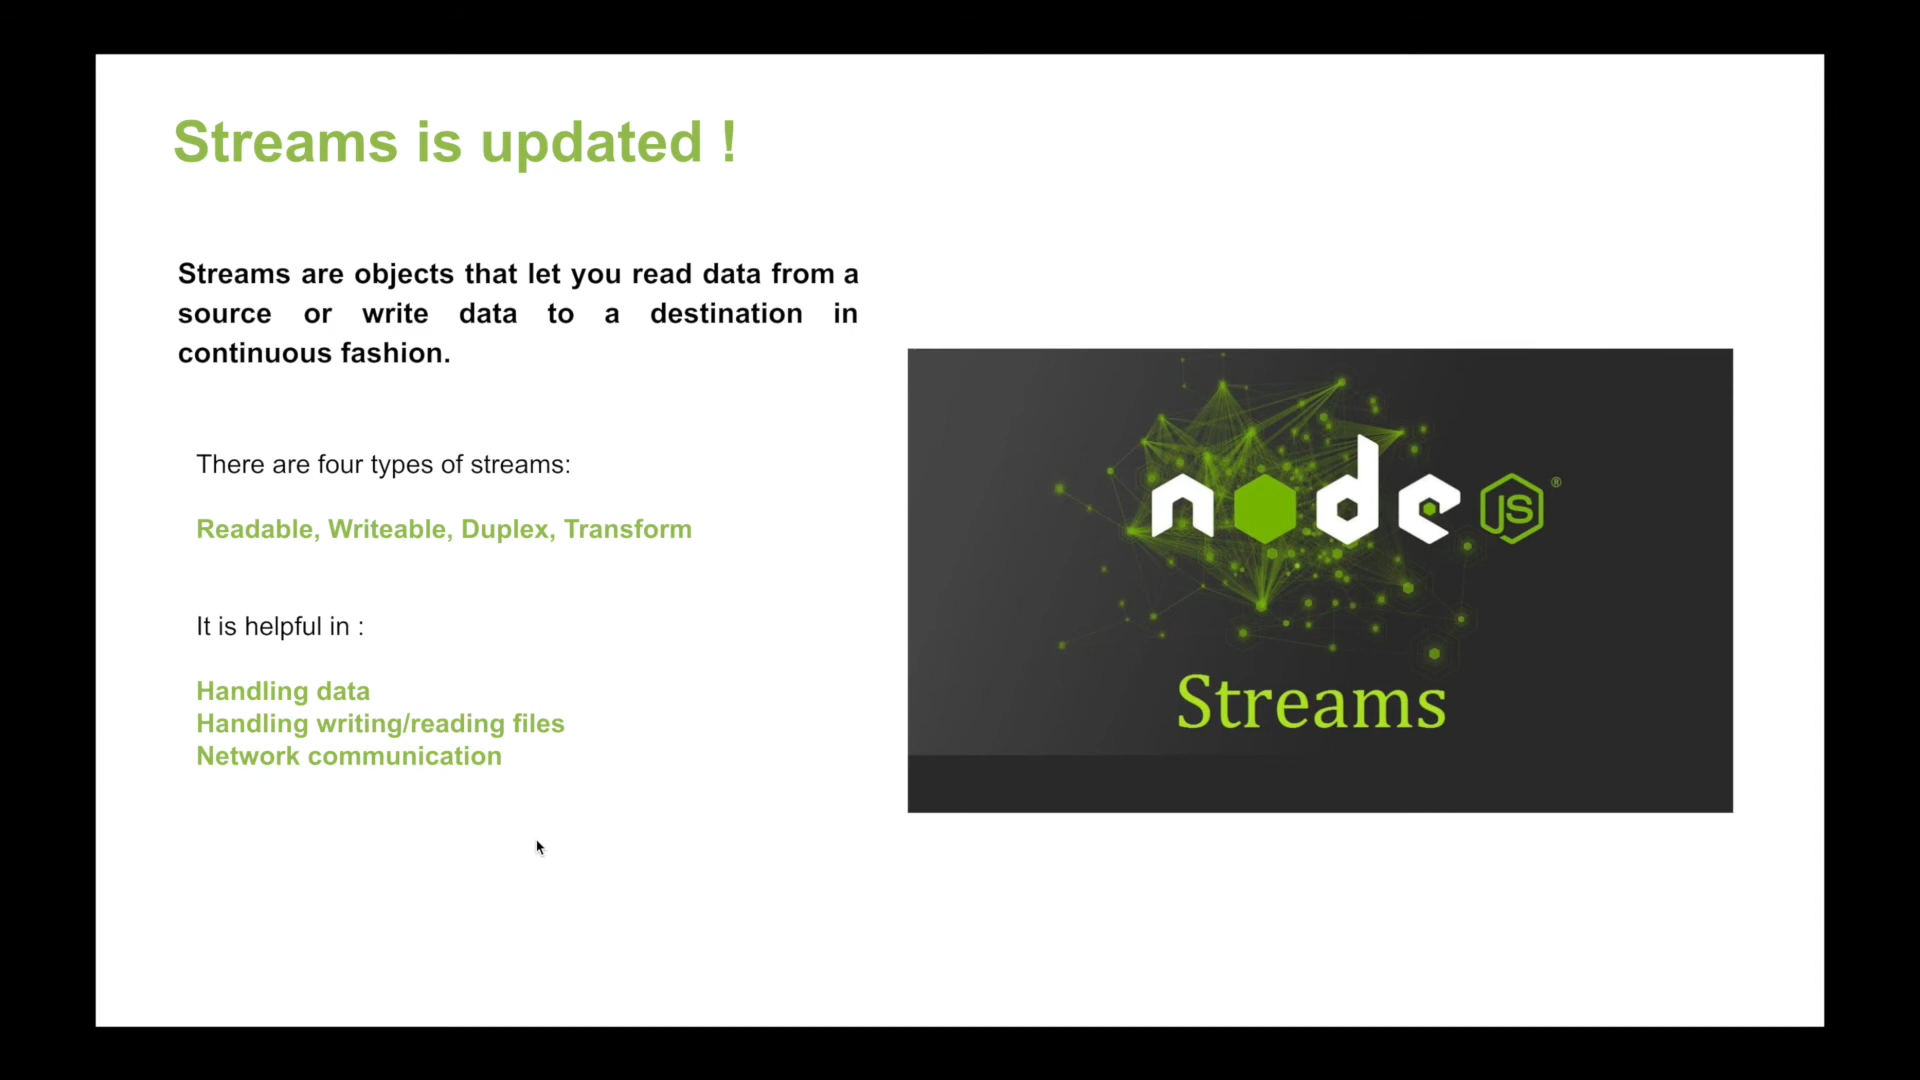 Streams is updated !
Streams are objects that let you read data from a
source or write data to a destination in
continuous fashion.
There are four types of streams:
Readable, Writeable, Duplex, Transform
It is helpful in :
Handling data
Handling writing/reading files
Network communication
node JS ®
Streams